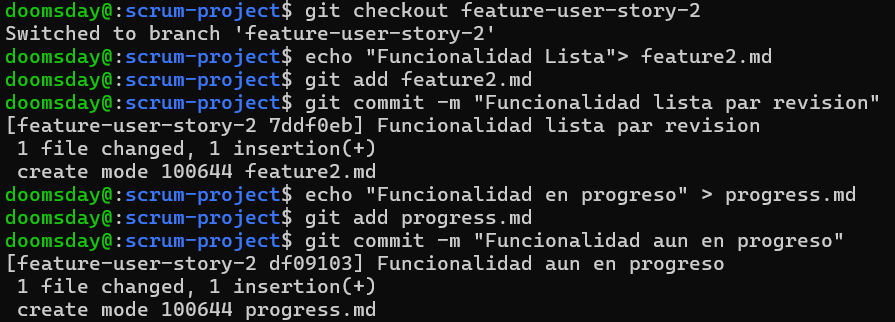 doomsday@:scrum-project$ git checkout feature-user-story-2
Switched to branch 'feature-user-story-2'
doomsday@:scrum-project$ echo "Funcionalidad Lista"> feature2.md
doomsday@:scrum-project$ git add feature2.md
doomsday@:scrum-project$ git commit -m "Funcionalidad lista par revision"
[feature-user-story-2 7ddf0eb] Funcionalidad lista par revision
 1 file changed, 1 insertion(+)
 create mode 100644 feature2.md
doomsday@:scrum-project$ echo "Funcionalidad en progreso" > progress.md
doomsday@:scrum-project$ git add progress.md
doomsday@:scrum-project$ git commit -m "Funcionalidad aun en progreso"
[feature-user-story-2 df09103] Funcionalidad aun en progreso
 1 file changed, 1 insertion(+)
 create mode 100644 progress.md